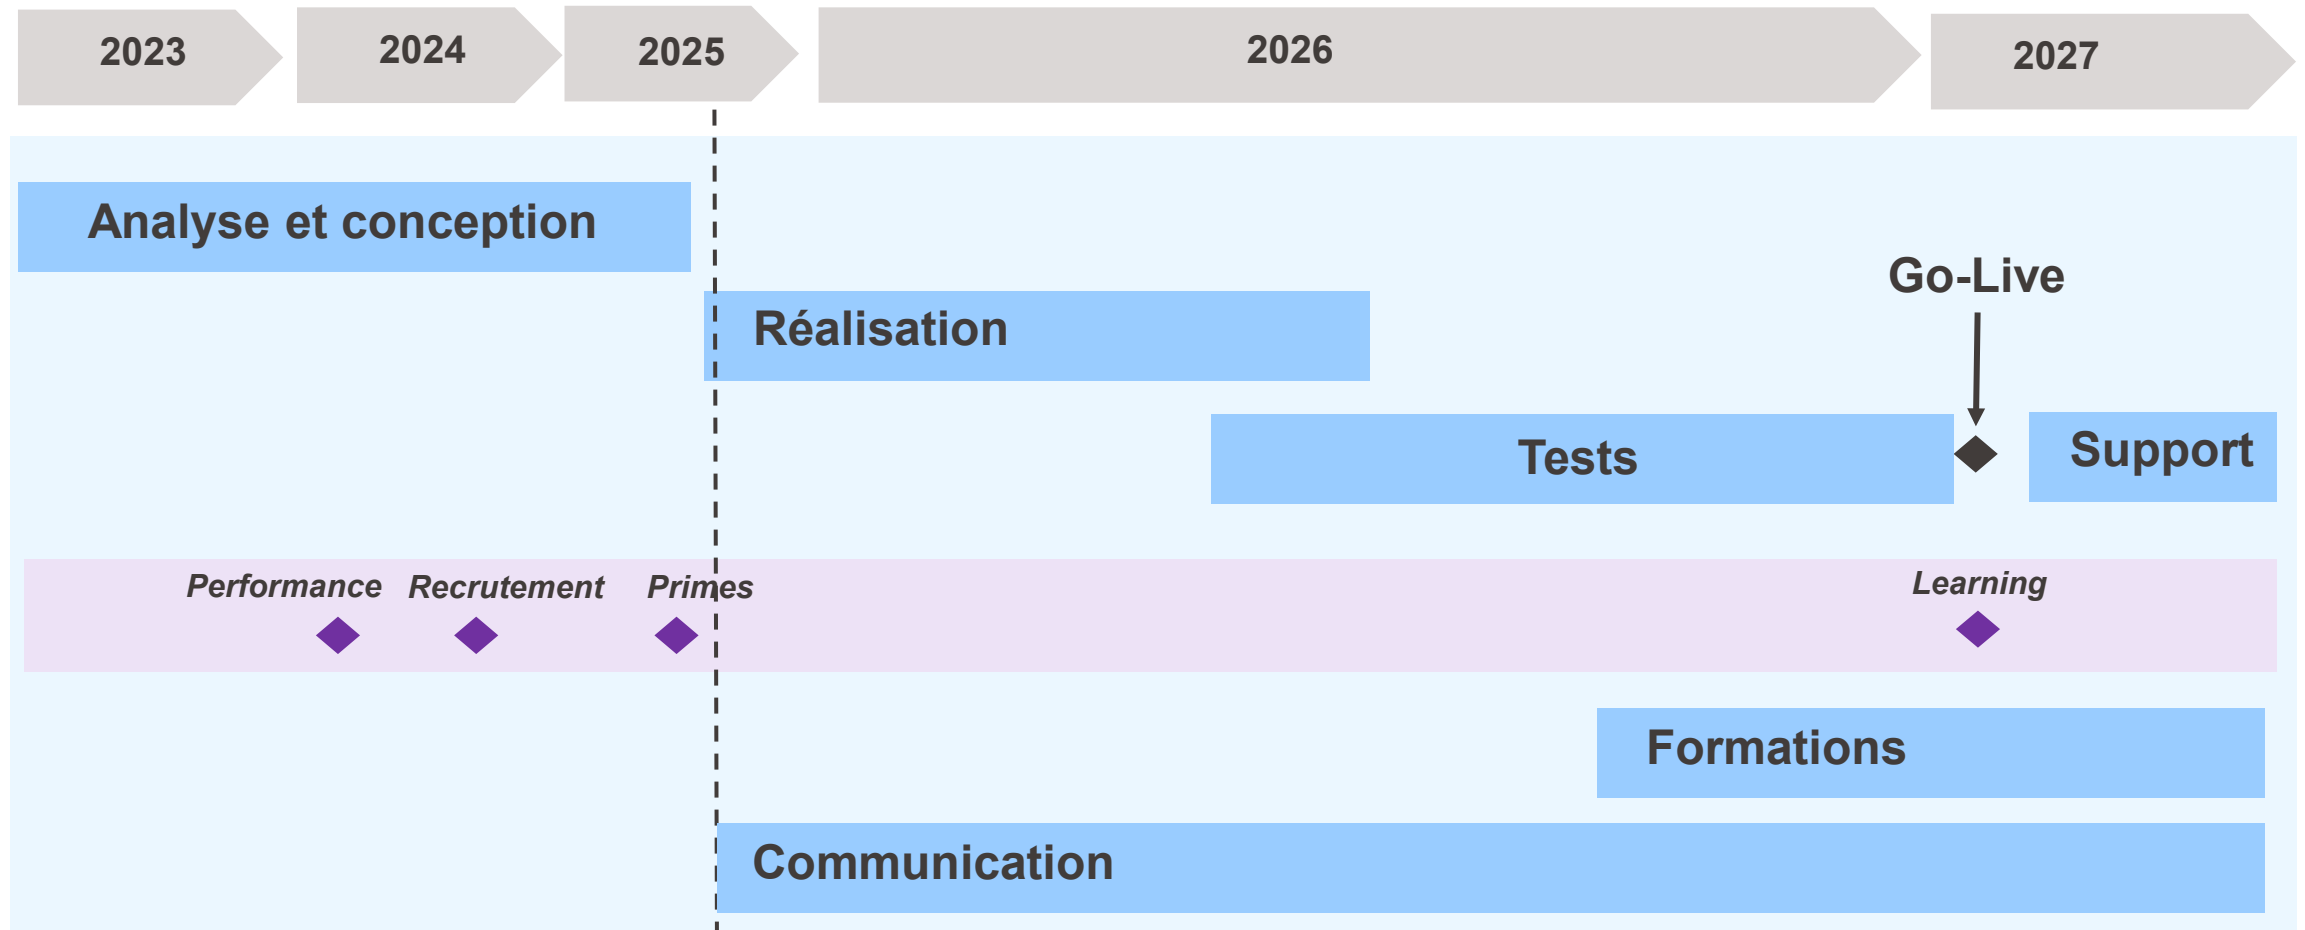 2023
2024
2025
2026
2027
Analyse et conception
Réalisation
Go-Live
Tests
Support
Performance
Recrutement
Primes
Learning
Formations
Communication